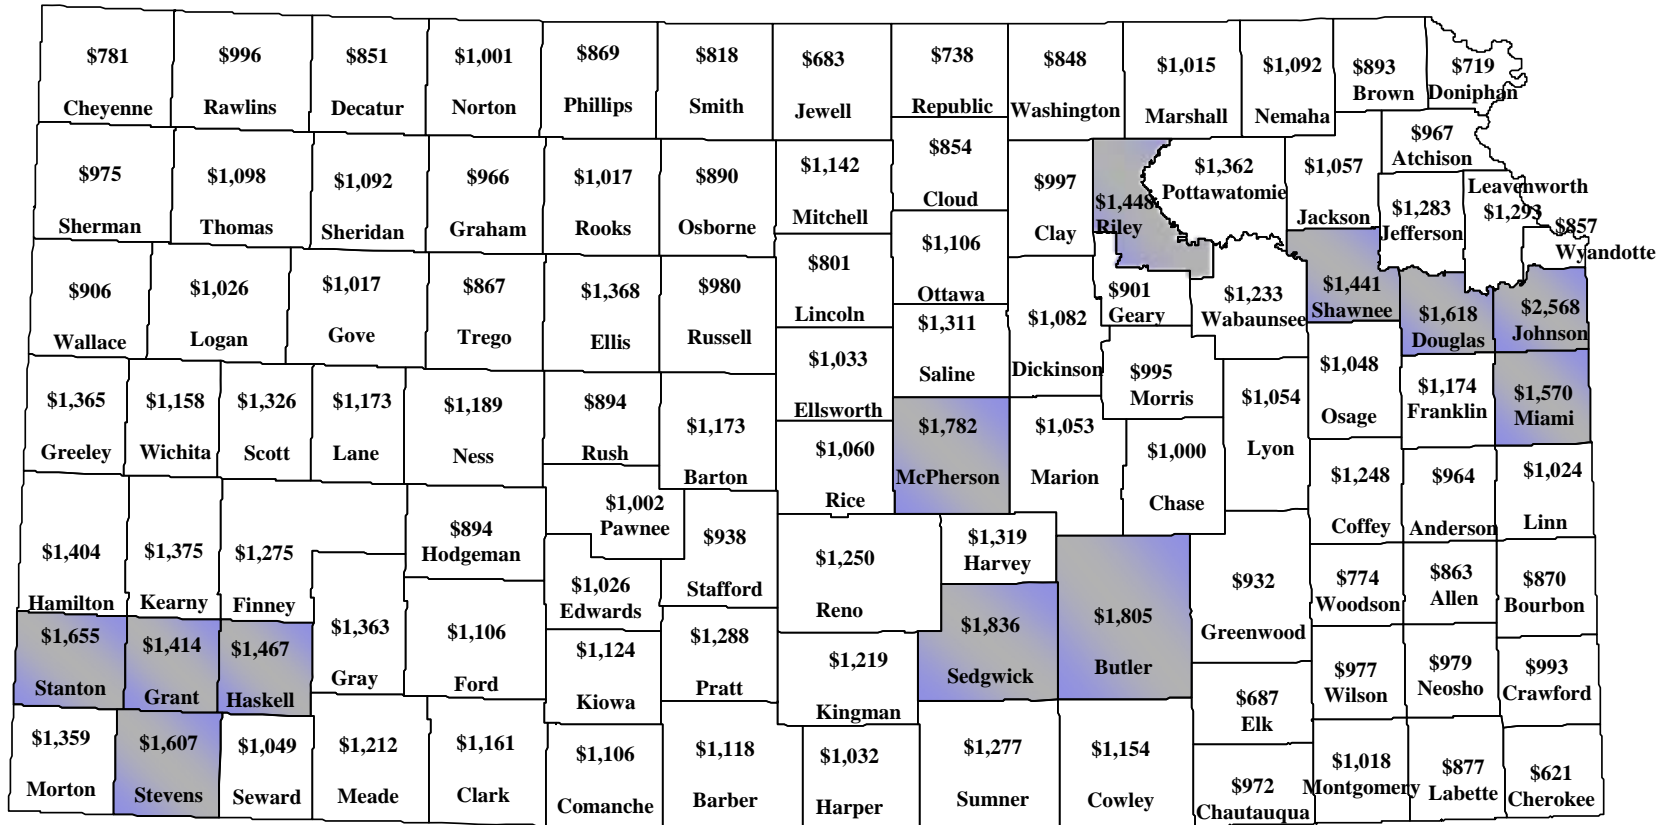 $781
Cheyenne
$996
Rawlins
$851
Decatur
$1,001
Norton
$869
Phillips
$818
Smith
$683
Jewell
$738
Republic
$848
Washington
$1,015
Marshall
$1,092
Nemaha
$893
Brown
$719
Doniphan
$975
Sherman
$1,098
Thomas
$1,092
Sheridan
$966
Graham
$1,017
Rooks
$890
Osborne
$1,142
Mitchell
$854
Cloud
$997
Clay
$1,448
Riley
$1,362
Pottawatomie
$1,057
Jackson
$967
Atchison
$1,283
Jefferson
Leavenworth
$1,293
$857
Wyandotte
$906
Wallace
$1,026
Logan
$1,017
Gove
$867
Trego
$1,368
Ellis
$980
Russell
$801
Lincoln
$1,106
Ottawa
$1,311
Saline
$1,082
Dickinson
$901
Geary
$1,233
Wabaunsee
$1,441
Shawnee
$1,618
Douglas
$2,568
Johnson
$1,365
Greeley
$1,158
Wichita
$1,326
Scott
$1,173
Lane
$1,189
Ness
$894
Rush
$1,173
Barton
$1,033
Ellsworth
$1,060
Rice
$1,782
McPherson
$1,053
Marion
$995
Morris
$1,000
Chase
$1,054
Lyon
$1,048
Osage
$1,174
Franklin
$1,570
Miami
$1,404
Hamilton
$1,375
Kearny
$1,275
Finney
$894
Hodgeman
$1,002
Pawnee
$938
Stafford
$1,026
Edwards
$1,250
Reno
$1,319
Harvey
$1,248
Coffey
$964
Anderson
$1,024
Linn
$1,655
Stanton
$1,414
Grant
$1,467
Haskell
$1,363
Gray
$1,106
Ford
$1,124
Kiowa
$1,288
Pratt
$1,219
Kingman
$1,836
Sedgwick
$1,805
Butler
$932
Greenwood
$774
Woodson
$863
Allen
$870
Bourbon
$687
Elk
$977
Wilson
$979
Neosho
$993
Crawford
$1,359
Morton
$1,607
Stevens
$1,049
Seward
$1,212
Meade
$1,161
Clark
$1,106
Comanche
$1,118
Barber
$1,032
Harper
$1,277
Sumner
$1,154
Cowley
$972
Chautauqua
$1,018
Montgomery
$877
Labette
$621
Cherokee